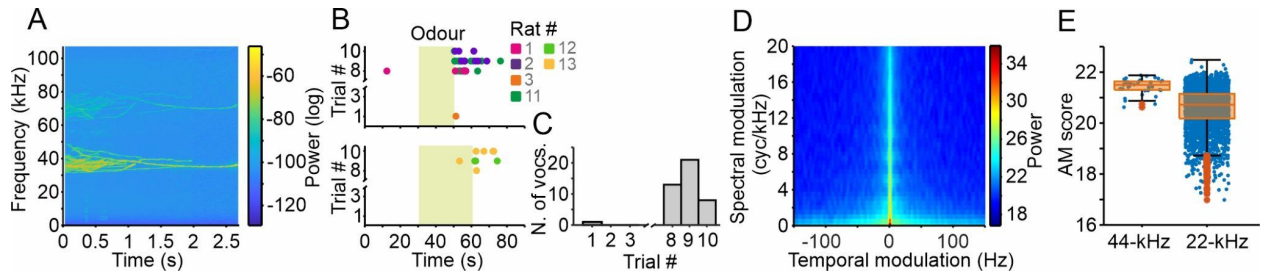 A
Frequency (kHz)
100
80
60
40
20
0
0 0.5 1 1.5 2 2.5
Time (s)
-60
-80
-100
-120
Power (log)
B
Odour
Rat #
1
2
3
11
12
13
Trial #
10
8
3
1
Trial #
10
8
3
1
0 20 40 60 80
Time (s)
C
N. of vocs.
20
10
0
1 2 3 8 9 10
Trial #
D
Spectral modulation
(cyc/kHz)
20
16
12
8
4
0
-100 0 100
Temporal modulation (Hz)
34
30
26
22
18
Power
E
AM score
22
20
18
16
44-kHz 22-kHz